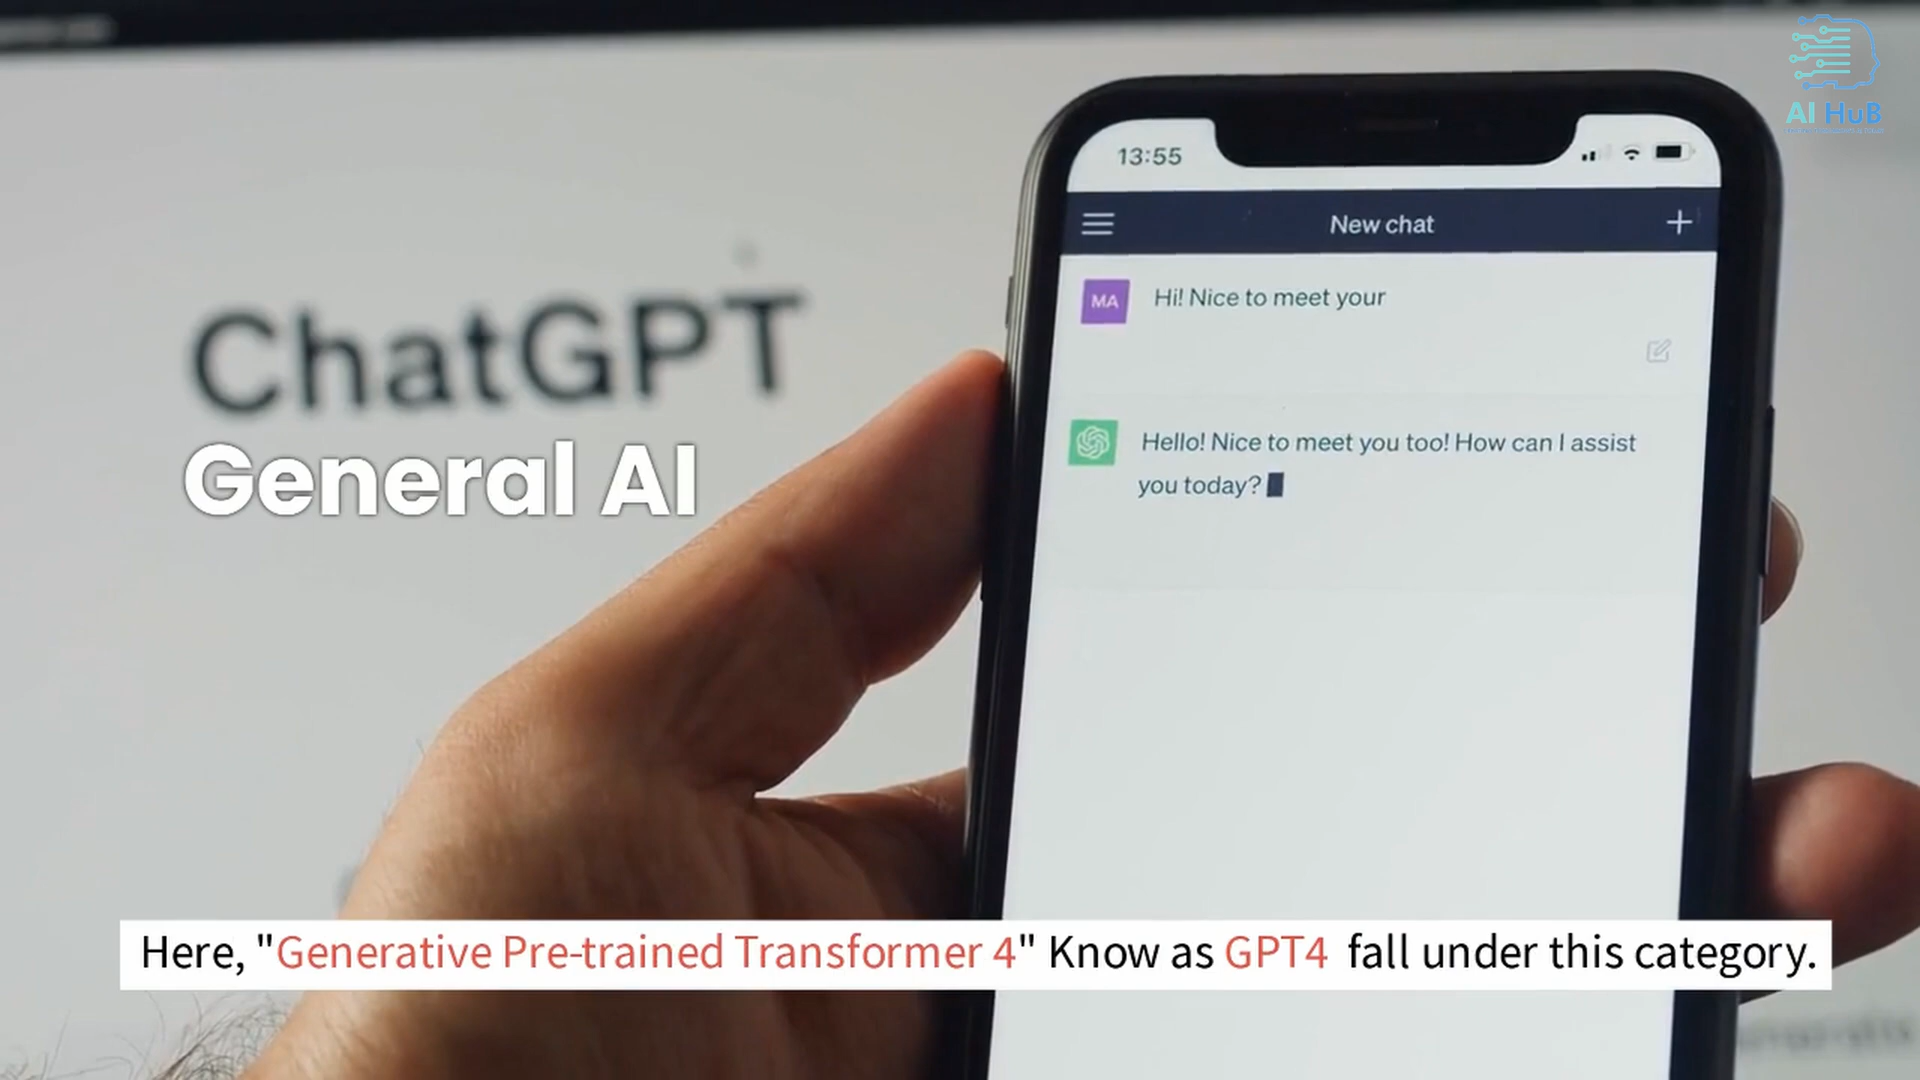 AI HuB
13:55
New chat
MA
Hi! Nice to meet your
ChatGPT
Hello! Nice to meet you too! How can I assist
you today?
General AI
Here, "Generative Pre-trained Transformer 4" Know as GPT4 fall under this category.